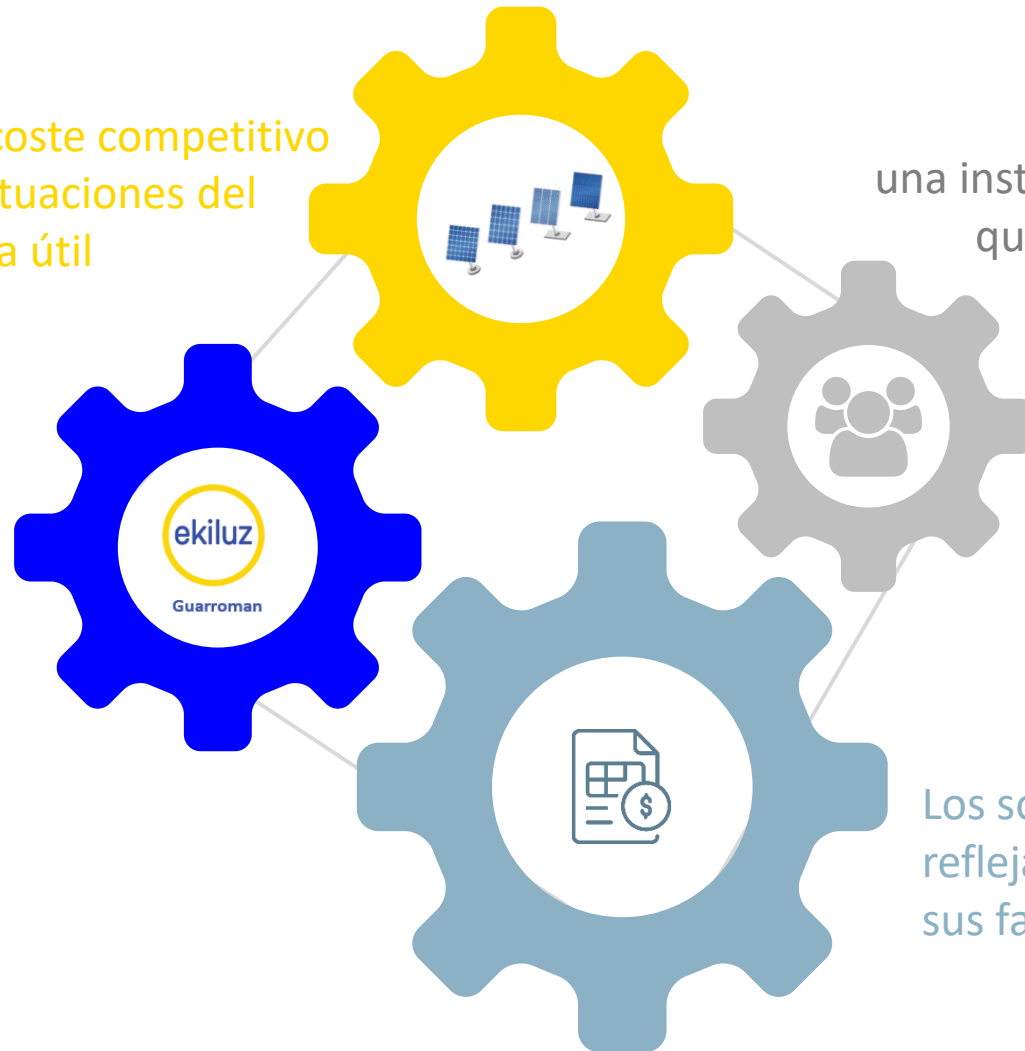 coste competitivo
tuaciones del
a útil
una inst
qu
ekiluz
Guarroman
$
Los so
refleja
sus fa